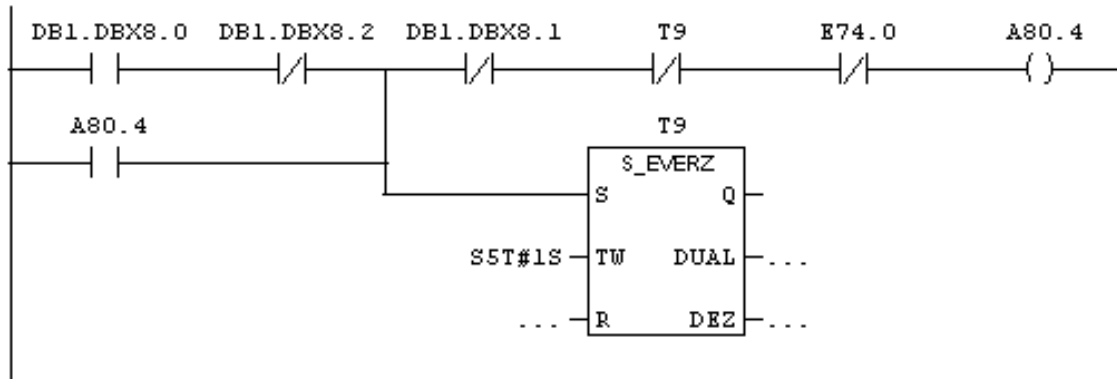 DB1.DBX8.0 DB1.DBX8.2 DB1.DBX8.1 T9 E74.0 A80.4
A80.4 T9
S_EVERZ
S Q
S5T#1S TW DUAL ...
... R DEZ ...